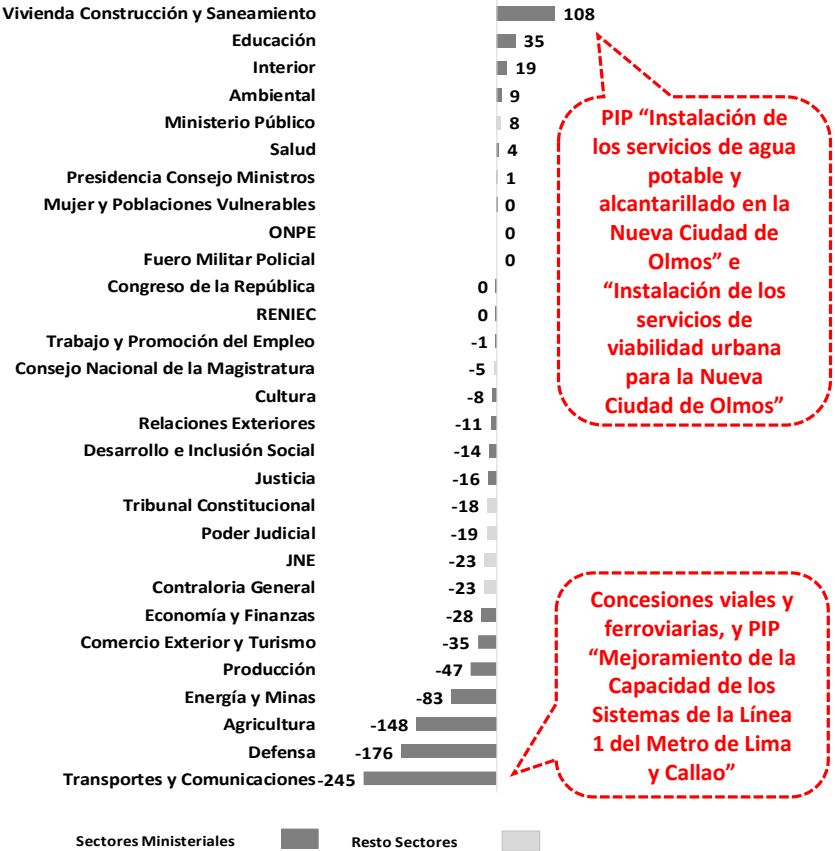 Vivienda Construcción y Saneamiento 108
Educación 35
Interior 19
Ambiental 9
Ministerio Público 8
Salud 4
Presidencia Consejo Ministros 1
Mujer y Poblaciones Vulnerables 0
ONPE 0
Fuero Militar Policial 0
Congreso de la República 0
RENIEC 0
Trabajo y Promoción del Empleo -1
Consejo Nacional de la Magistratura -5
Cultura -8
Relaciones Exteriores -11
Desarrollo e Inclusión Social -14
Justicia -16
Tribunal Constitucional -18
Poder Judicial -19
JNE -23
Contraloria General -23
Economía y Finanzas -28
Comercio Exterior y Turismo -35
Producción -47
Energía y Minas -83
Agricultura -148
Defensa -176
Transportes y Comunicaciones -245
PIP “Instalación de
los servicios de agua
potable y
alcantarillado en la
Nueva Ciudad de
Olmos” e
“Instalación de los
servicios de
viabilidad urbana
para la Nueva
Ciudad de Olmos”
Concesiones viales y
ferroviarias, y PIP
“Mejoramiento de la
Capacidad de los
Sistemas de la Línea
1 del Metro de Lima
y Callao”
Sectores Ministeriales Resto Sectores